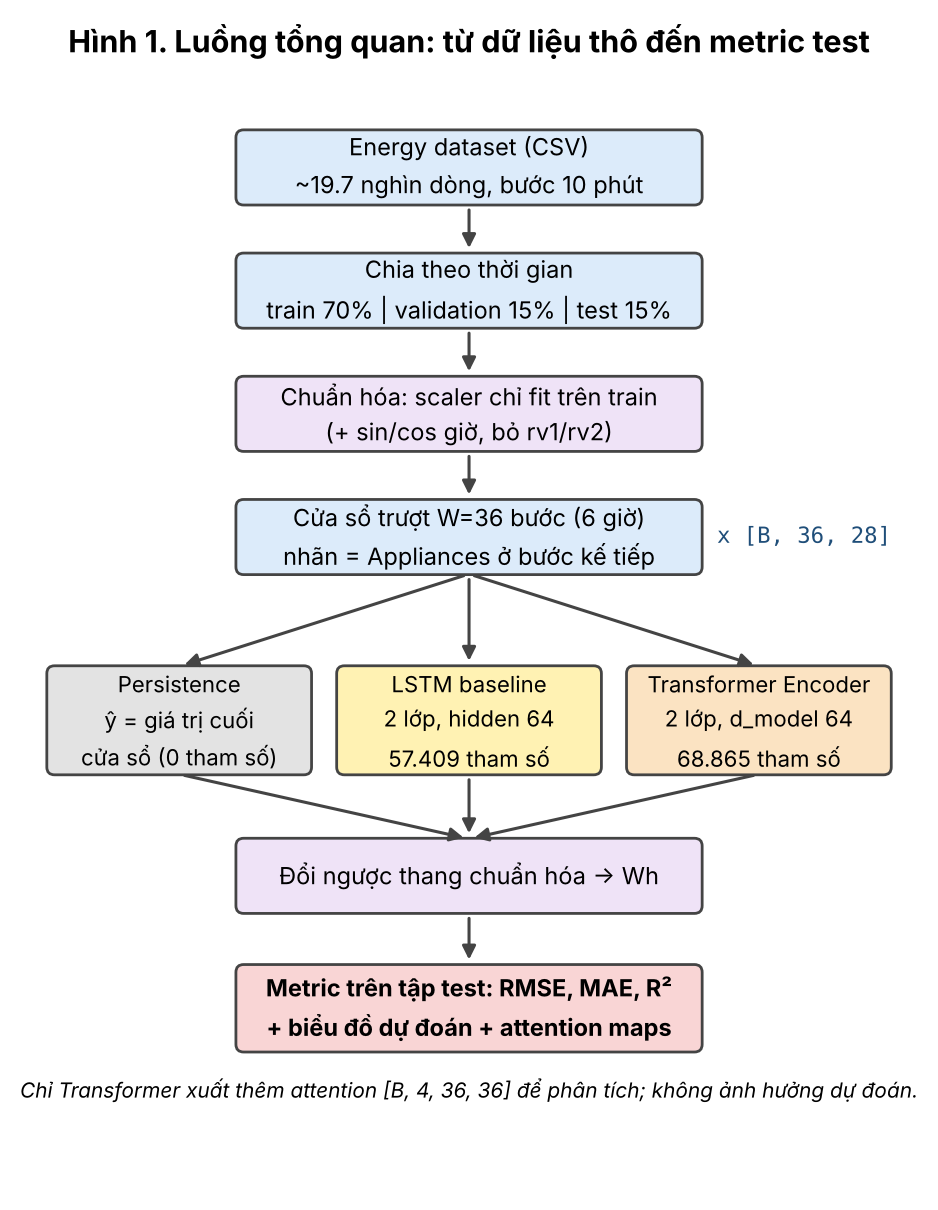 Hình 1. Luồng tổng quan: từ dữ liệu thô đến metric test
Energy dataset (CSV)
~19.7 nghìn dòng, bước 10 phút
Chia theo thời gian
train 70% | validation 15% | test 15%
Chuẩn hóa: scaler chỉ fit trên train
(+ sin/cos giờ, bỏ rv1/rv2)
Cửa sổ trượt W=36 bước (6 giờ)
nhãn = Appliances ở bước kế tiếp
x [B, 36, 28]
Persistence
ŷ = giá trị cuối
cửa sổ (0 tham số)
LSTM baseline
2 lớp, hidden 64
57.409 tham số
Transformer Encoder
2 lớp, d_model 64
68.865 tham số
Đổi ngược thang chuẩn hóa → Wh
Metric trên tập test: RMSE, MAE, R²
+ biểu đồ dự đoán + attention maps
Chỉ Transformer xuất thêm attention [B, 4, 36, 36] để phân tích; không ảnh hưởng dự đoán.